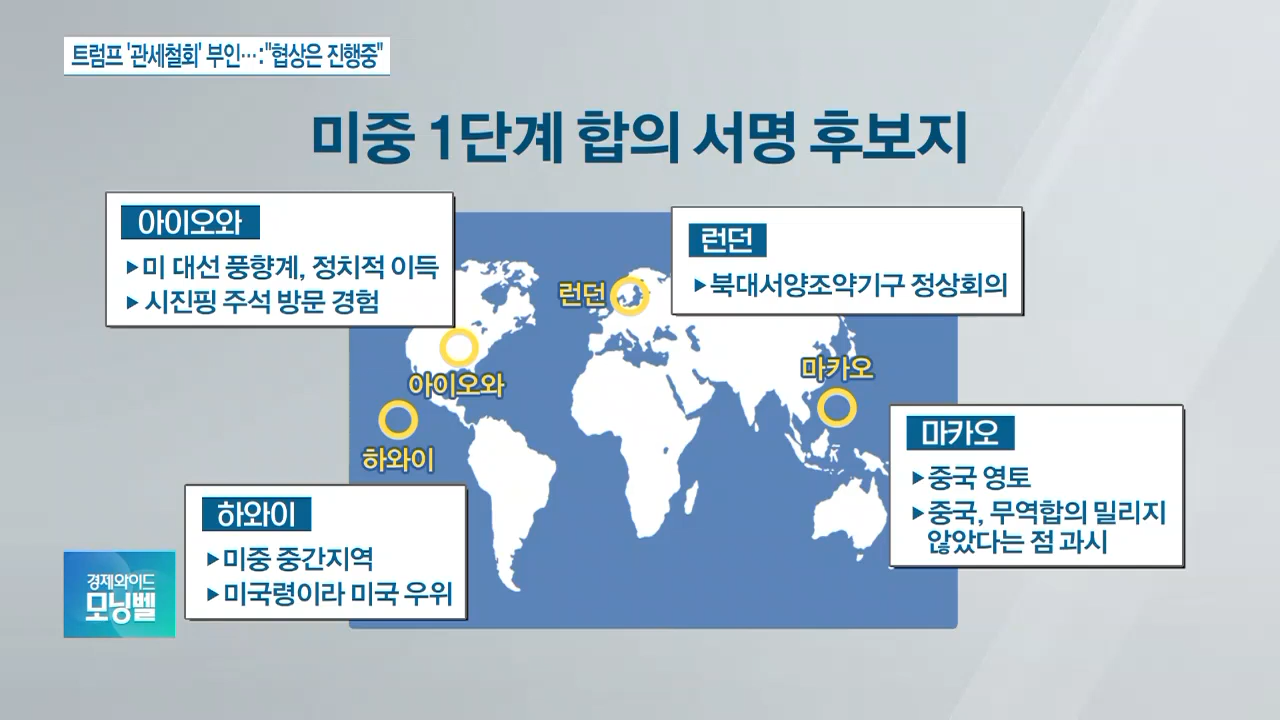 트럼프 '관세철회' 부인…:"협상은 진행중"
미중 1단계 합의 서명 후보지
아이오와
▶미 대선 풍향계, 정치적 이득
▶시진핑 주석 방문 경험
런던
▶북대서양조약기구 정상회의
런던
마카오
아이오와
하와이
마카오
▶중국 영토
▶중국, 무역합의 밀리지
않았다는 점 과시
하와이
▶미중 중간지역
▶미국령이라 미국 우위
경제와이드
모닝벨